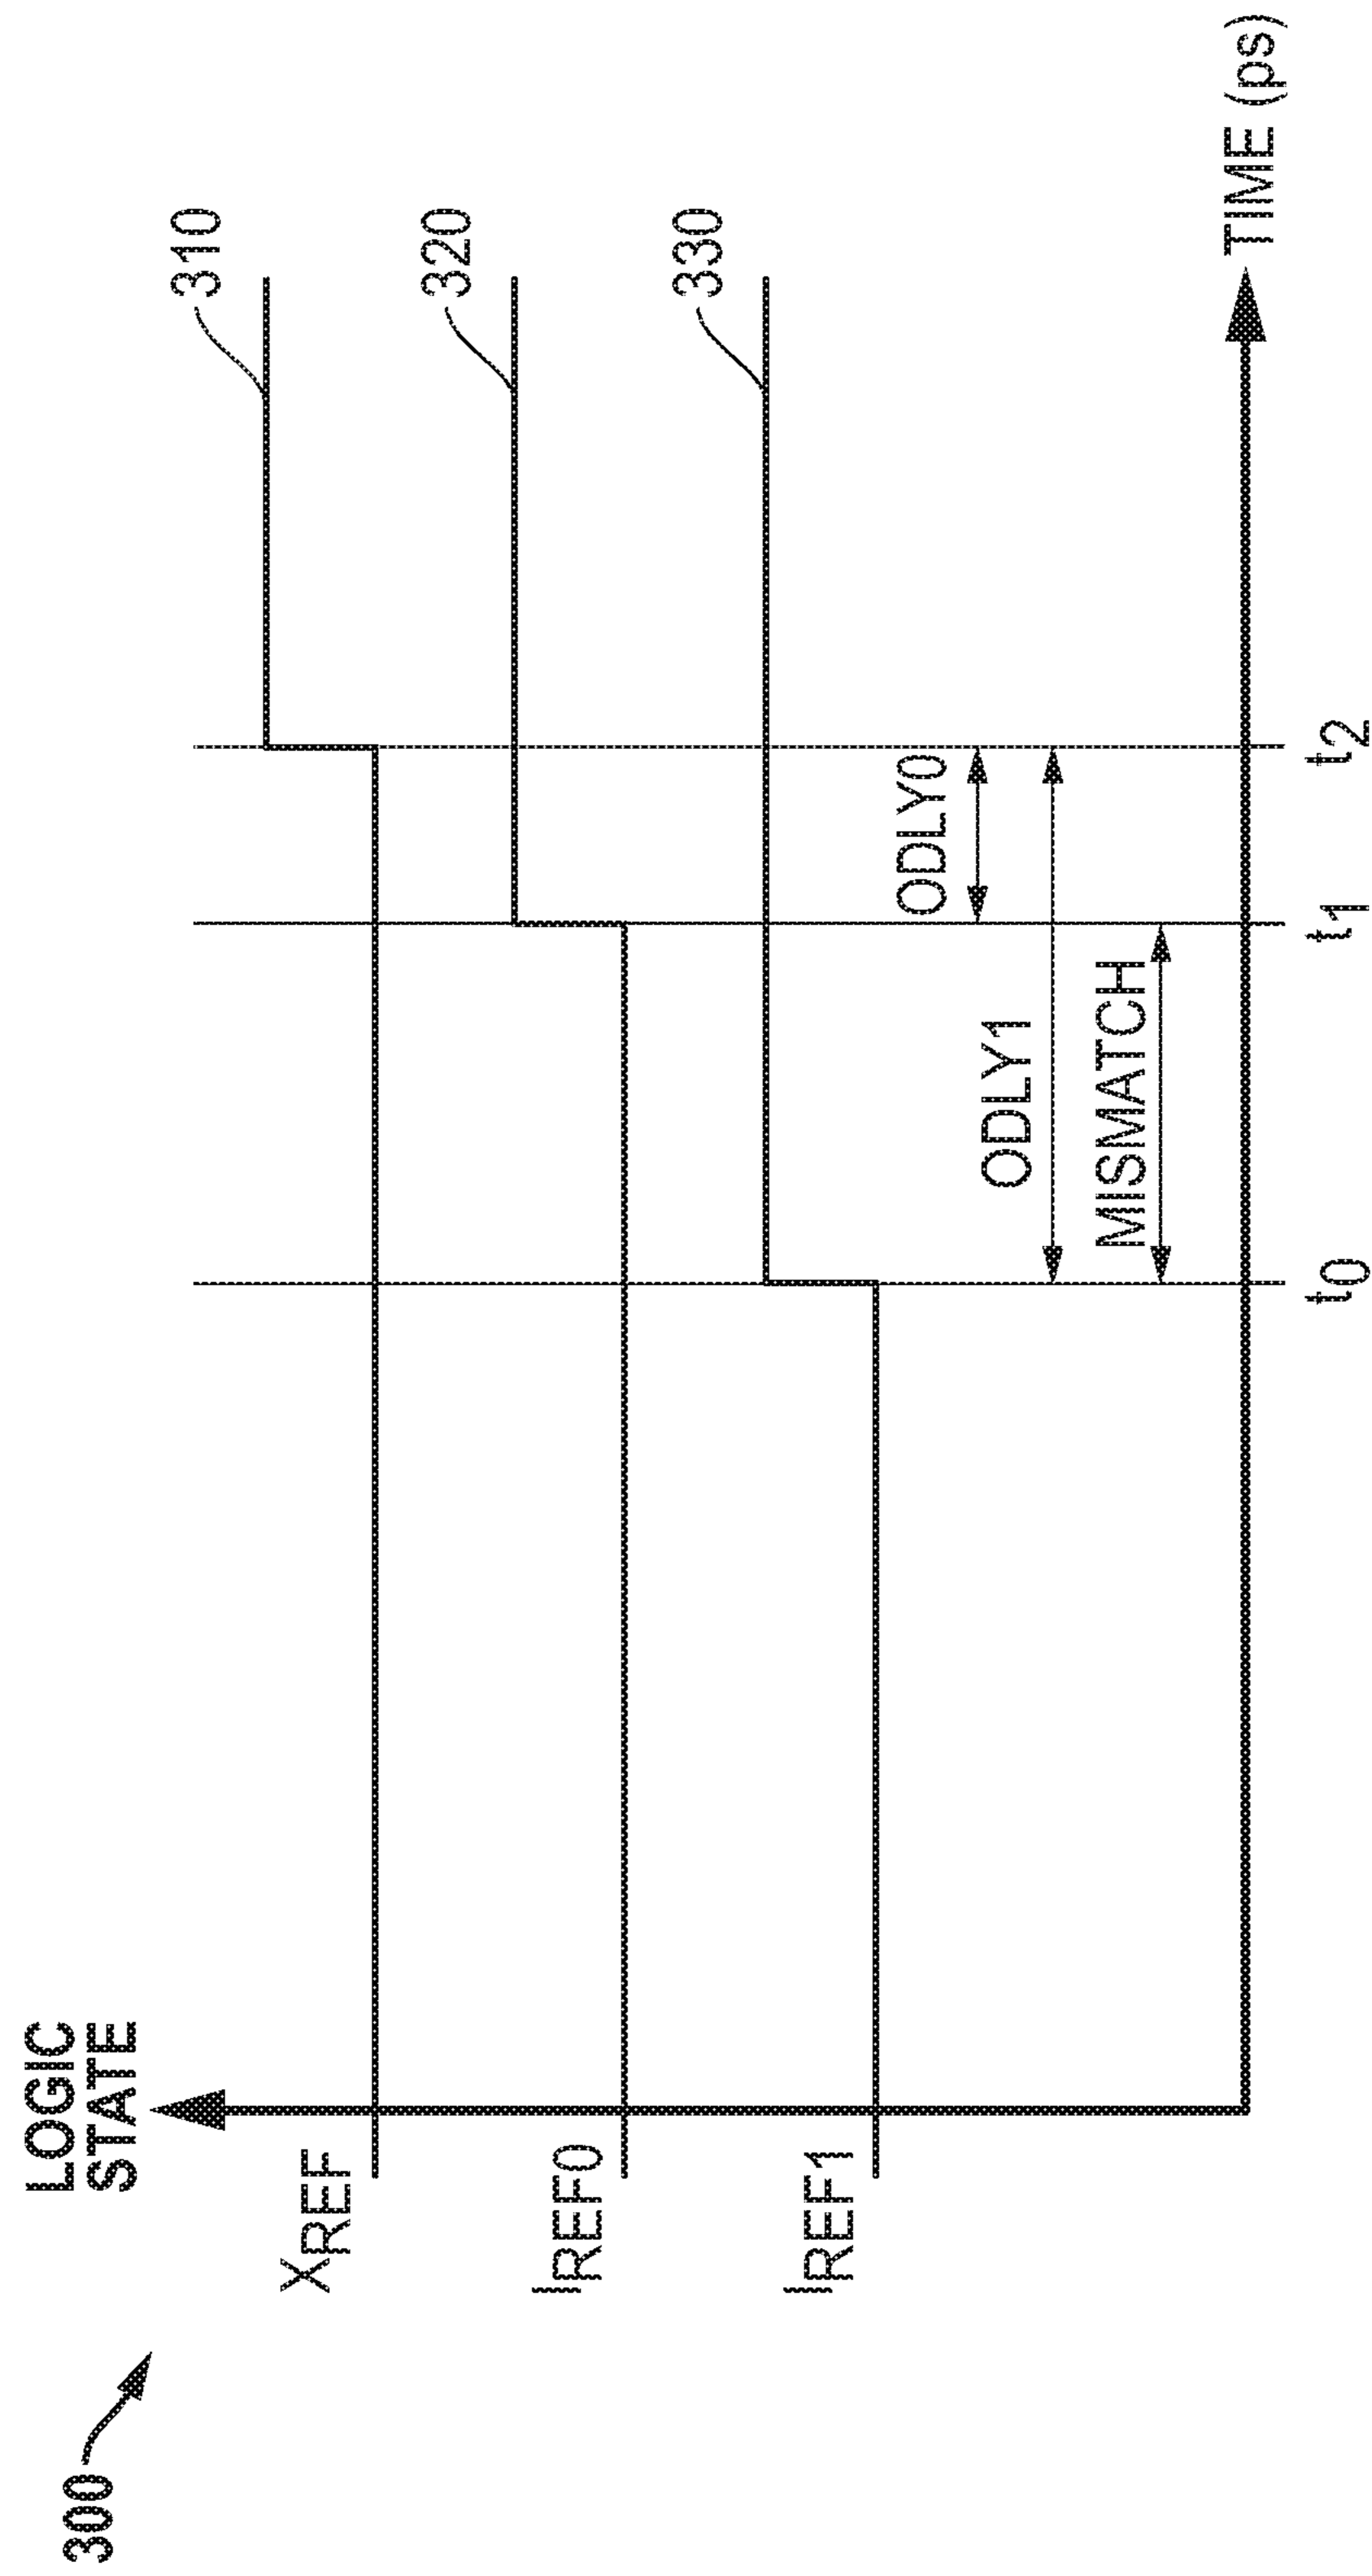 300
LOGIC
STATE
XREF
IREF0
IREF1
310
320
330
ODLY0
ODLY1
MISMATCH
t0
t1
t2
TIME (ps)